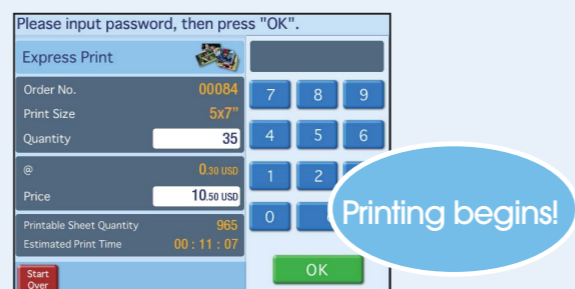 Please input password, then press "OK".
Express Print
Order No. 00084
Print Size 5x7"
Quantity 35
@ 0.30 USD
Price 10.50 USD
Printable Sheet Quantity 965
Estimated Print Time 00 : 11 : 07
Start
Over
7 8 9
4 5 6
1 2
0
OK
Printing begins!